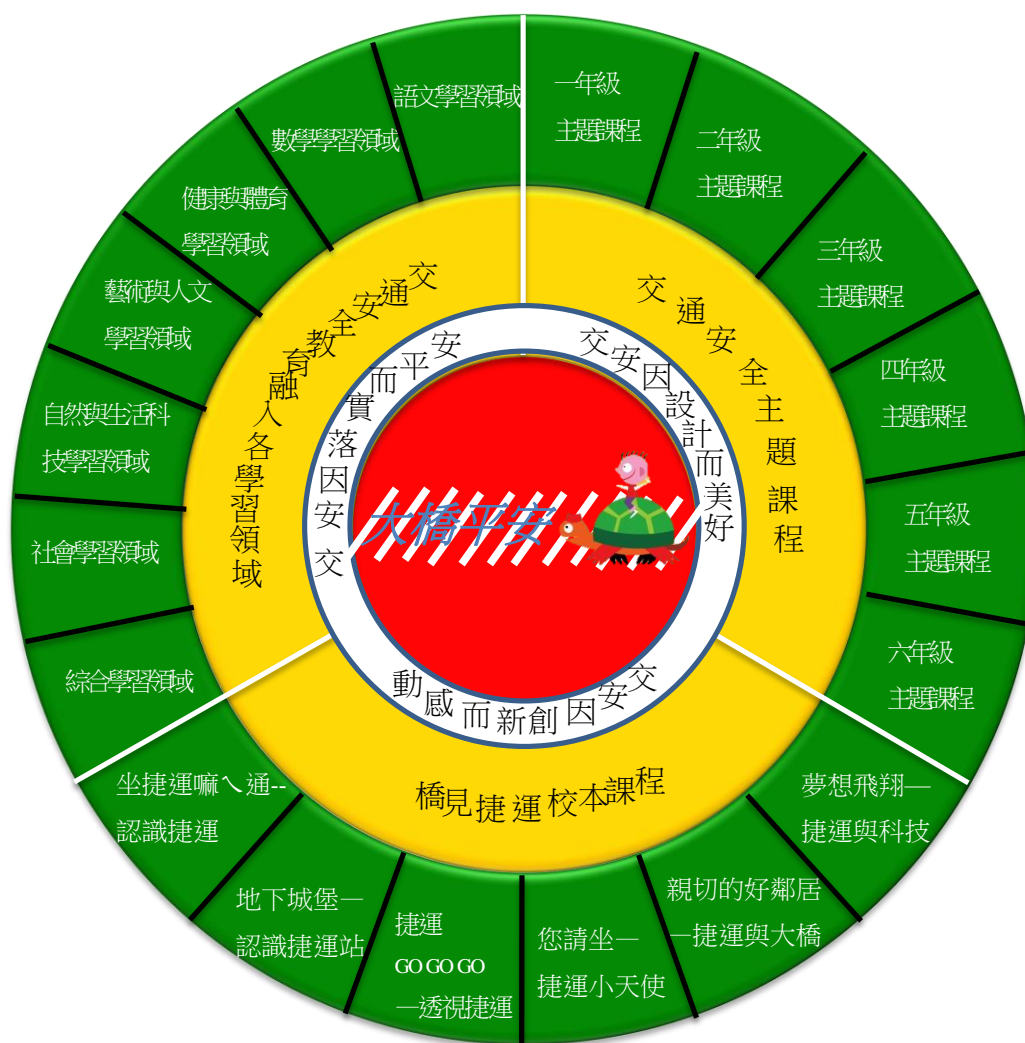 大橋平安
交安因設計而美好
交安因創新而感動
交安因落實而平安
交通安全主題課程
橋見捷運校本課程
交通安全教育融入各學習領域
一年級
主題課程
二年級
主題課程
三年級
主題課程
四年級
主題課程
五年級
主題課程
六年級
主題課程
夢想飛翔—
捷運與科技
親切的好鄰居
—捷運與大橋
您請坐—
捷運小天使
捷運
GO GO GO
—透視捷運
地下城堡—
認識捷運站
坐捷運嘛ㄟ通--
認識捷運
綜合學習領域
社會學習領域
自然與生活科
技學習領域
藝術與人文
學習領域
健康與體育
學習領域
數學學習領域
語文學習領域